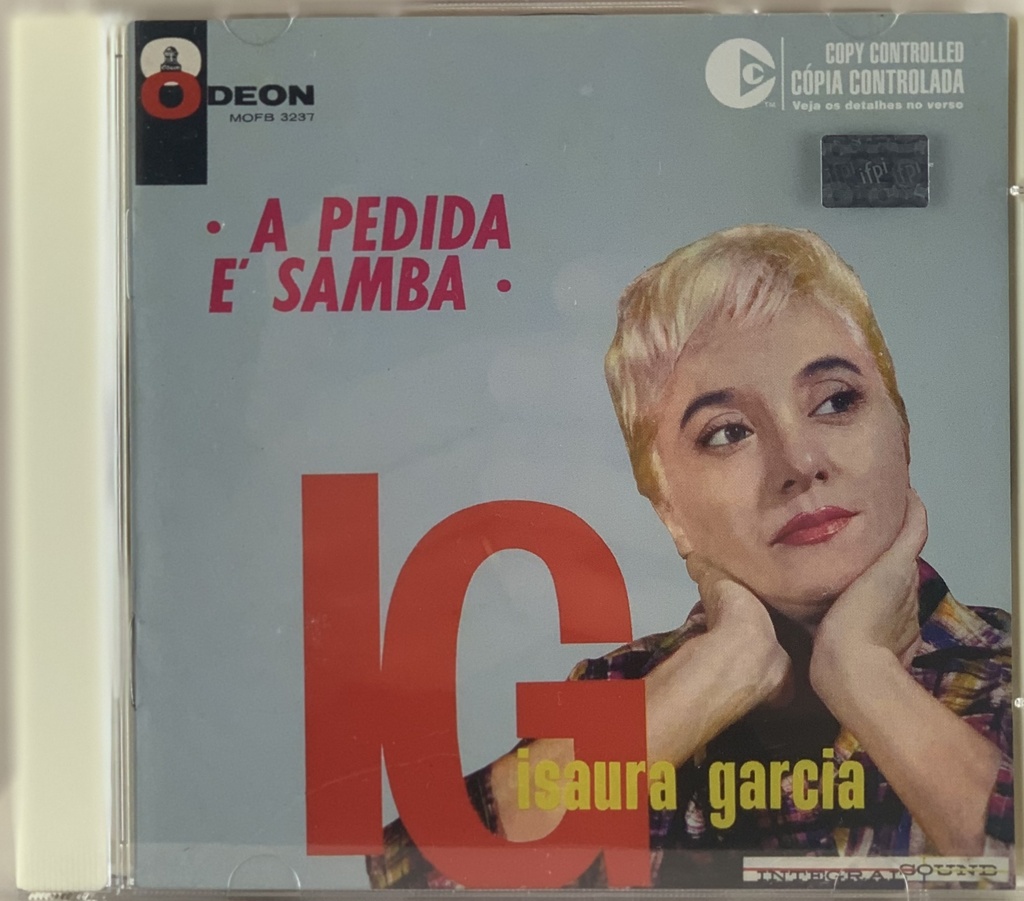 ODEON
MOFB 3237
COPY CONTROLLED
CÓPIA CONTROLADA
Veja os detalhes no verso
ifpi
• A PEDIDA
E' SAMBA •
IG
isaura garcia
INTEGRAL SOUND